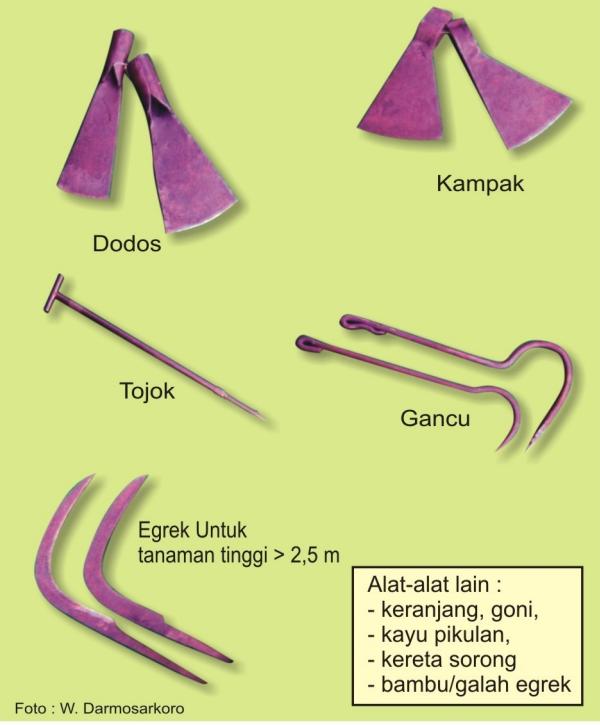 Kampak
Dodos
Tojok
Gancu
Egrek Untuk
tanaman tinggi > 2,5 m
Alat-alat lain :
- keranjang, goni,
- kayu pikulan,
- kereta sorong
- bambu/galah egrek
Foto : W. Darmosarkoro